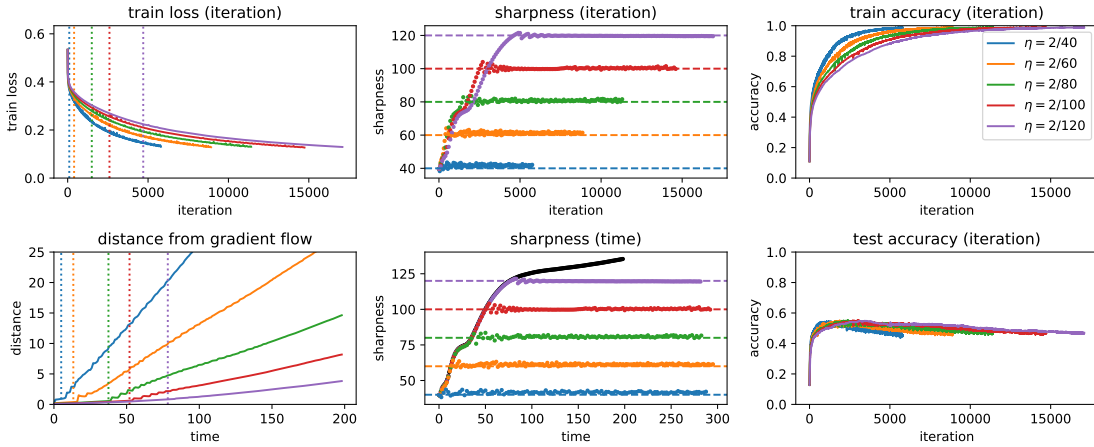 train loss (iteration)
train loss
0.6
0.4
0.2
0.0
0
5000
10000
15000
iteration
sharpness (iteration)
sharpness
120
100
80
60
40
0
5000
10000
15000
iteration
train accuracy (iteration)
accuracy
1.0
0.8
0.6
0.4
0.2
0.0
0
5000
10000
15000
iteration
η = 2/40
η = 2/60
η = 2/80
η = 2/100
η = 2/120
distance from gradient flow
distance
25
20
15
10
5
0
0
50
100
150
200
time
sharpness (time)
sharpness
125
100
75
50
0
50
100
150
200
250
300
time
test accuracy (iteration)
accuracy
1.0
0.8
0.6
0.4
0.2
0.0
0
5000
10000
15000
iteration